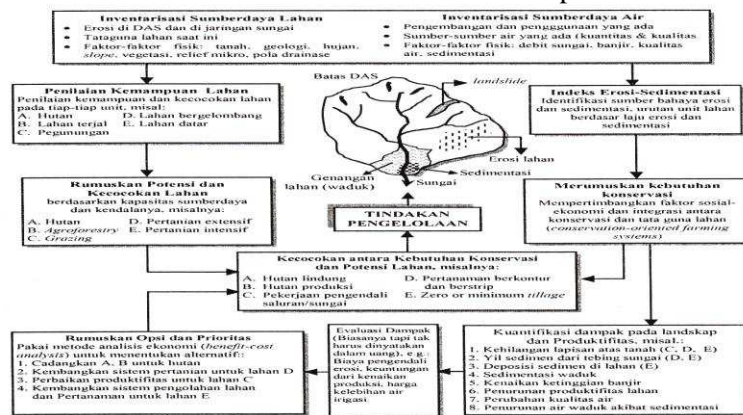 Inventarisasi Sumberdaya Lahan
• Erosi di DAS dan di jaringan sungai
• Tataguna lahan saat ini
• Faktor-faktor fisik: tanah, geologi, hujan,
slope, vegetasi, relief mikro, pola drainase
Inventarisasi Sumberdaya Air
• Pengembangan dan pengggunaan yang ada
• Sumber-sumber air yang ada (kuantitas & kualitas
• Faktor-faktor fisik: debit sungai, banjir, kualitas
air, sedimentasi
Penilaian Kemampuan Lahan
Penilaian kemampuan dan kecocokan lahan
pada tiap-tiap unit, misal:
A. Hutan D. Lahan bergelombang
B. Lahan terjal E. Lahan datar
C. Pegunungan
Batas DAS
landslide
Erosi lahan
Sedimentasi
Sungai
Genangan
lahan (waduk)
Indeks Erosi-Sedimentasi
Identifikasi sumber bahaya erosi
dan sedimentasi, urutan unit lahan
berdasar laju erosi dan
sedimentasi
Rumuskan Potensi dan
Kecocokan Lahan
berdasarkan kapasitas sumberdaya
dan kendalanya, misalnya:
A. Hutan D. Pertanian extensif
B. Agreforestry E. Pertanian intensif
C. Grazing
TINDAKAN
PENGELOLAAN
Merumuskan kebutuhan
konservasi
Mempertimbangkan faktor sosial-
ekonomi dan integrasi antara
konservasi dan tata guna lahan
(conservation-oriented farming
systems)
Kecocokan antara Kebutuhan Konservasi
dan Potensi Lahan, misalnya:
A. Hutan lindung D. Pertanaman berkontur
B. Hutan produksi dan berstrip
C. Pekerjaan pengendali E. Zero or minimum tillage
saluran/sungai
Rumuskan Opsi dan Prioritas
Pakai metode analisis ekonomi (benefit-cost
analysis) untuk menentukan alternatif::
1. Cadangkan A, B untuk hutan
2. Kembangkan sistem pertanian untuk lahan D
3. Perbaikan produktifitas untuk lahan C
4. Kembangkan sistem pengolahan lahan
dan Pertanaman untuk lahan E
Evaluasi Dampak
(Biasanya tapi tak
harus dinyatakan
dalam uang), e.g :
Biaya pengendali
erosi, keuntungan
dari kenaikan
produksi, harga
kelebihan air
irigasi
Kuantifikasi dampak pada landskap
dan Produktifitas, misal.:
1. Kehilangan lapisan atas tanah (C, D, E)
2. Yil sedimen dari tebing sungai (D, E)
3. Deposisi sedimen di lahan (E)
4. Sedimentasi waduk
5. Kenaikan ketinggian banjir
6. Penurunan produktifitas lahan
7. Perubahan kualitas air
8. Penurunan air waduk akibat sedimentasi